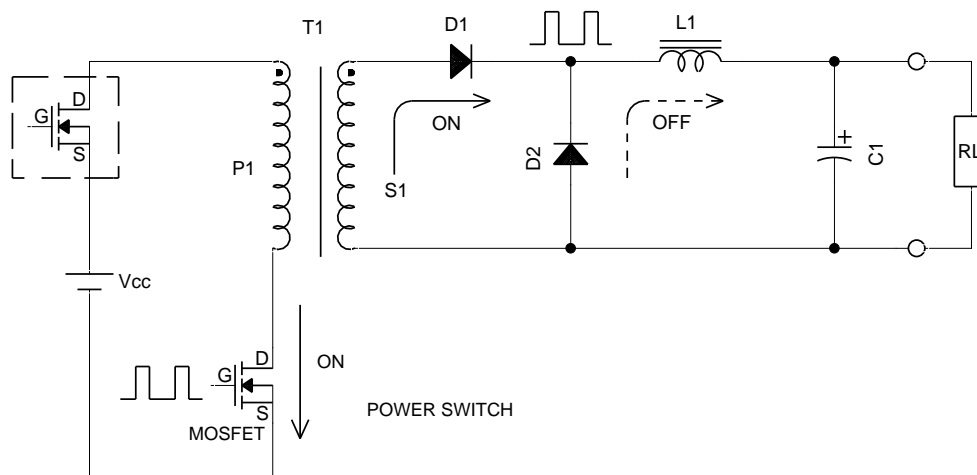 T1
D1
L1
D
G
S
P1
S1
ON
D2
OFF
+
C1
RL
Vcc
D
G
S
MOSFET
ON
POWER SWITCH